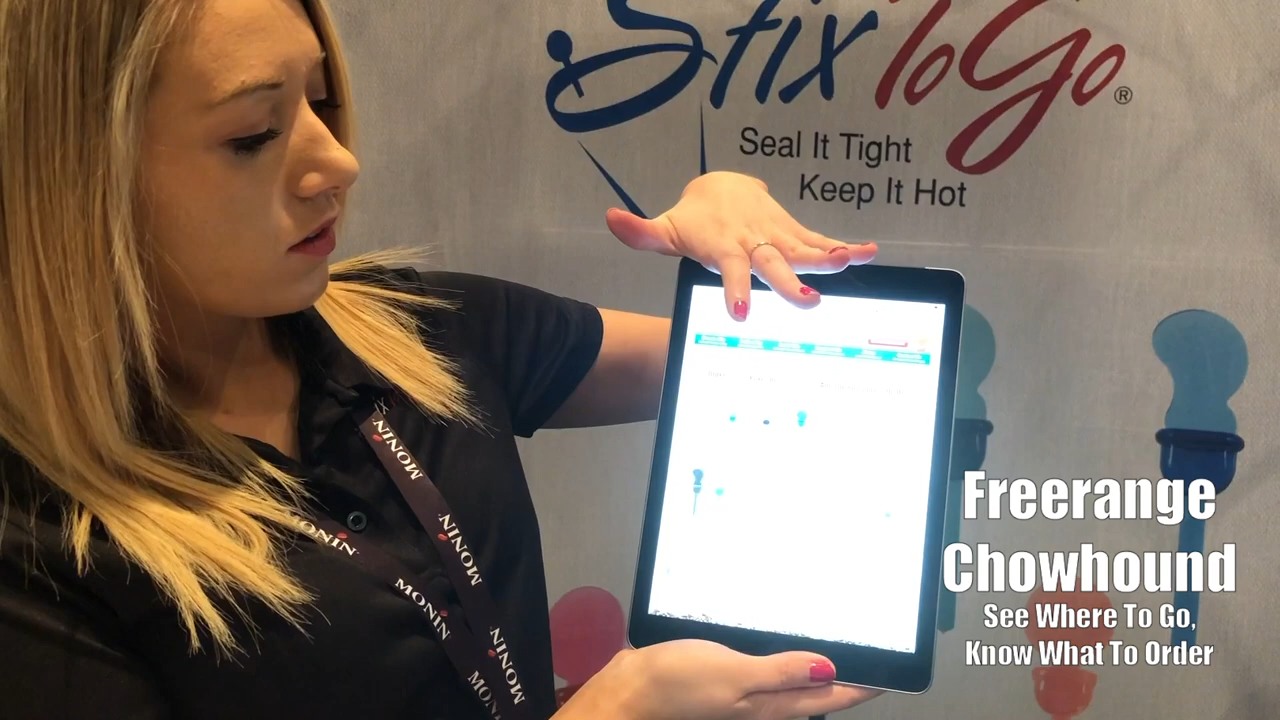 StixToGo®
Seal It Tight
Keep It Hot
MONIN
MONIN
MONIN
MONIN
MONIN
MONIN
Freerange
Chowhound
See Where To Go,
Know What To Order